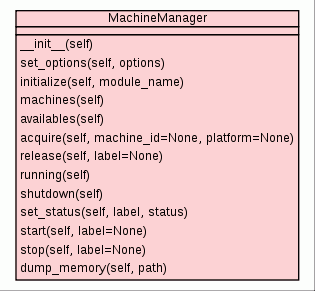 MachineManager
__init__(self)
set_options(self, options)
initialize(self, module_name)
machines(self)
availables(self)
acquire(self, machine_id=None, platform=None)
release(self, label=None)
running(self)
shutdown(self)
set_status(self, label, status)
start(self, label=None)
stop(self, label=None)
dump_memory(self, path)